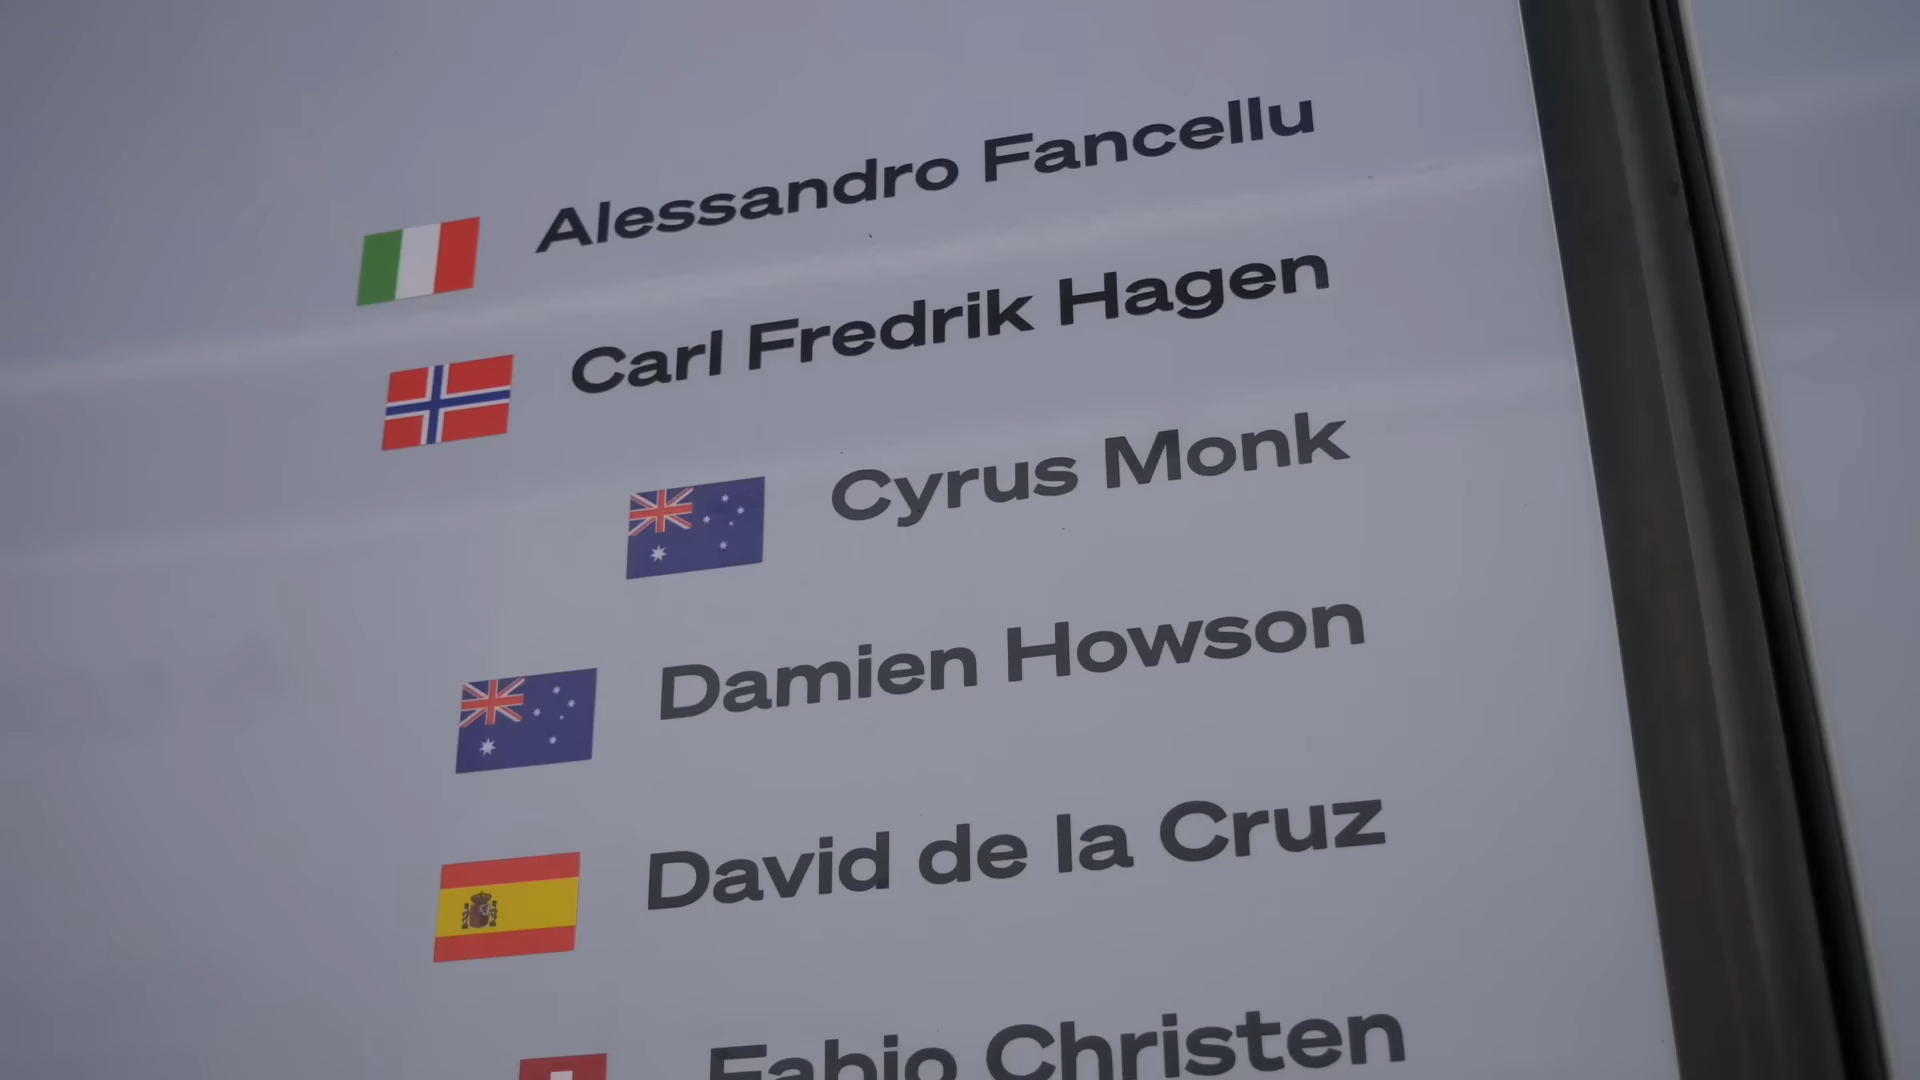 Alessandro Fancellu
Carl Fredrik Hagen
Cyrus Monk
Damien Howson
David de la Cruz
Fabio Christen